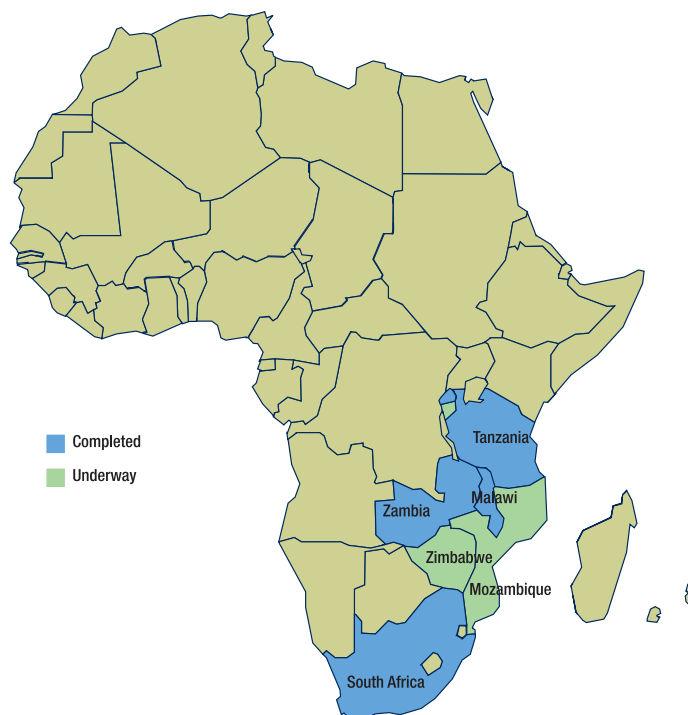 Completed
Underway
Tanzania
Malawi
Zambia
Zimbabwe
Mozambique
South Africa